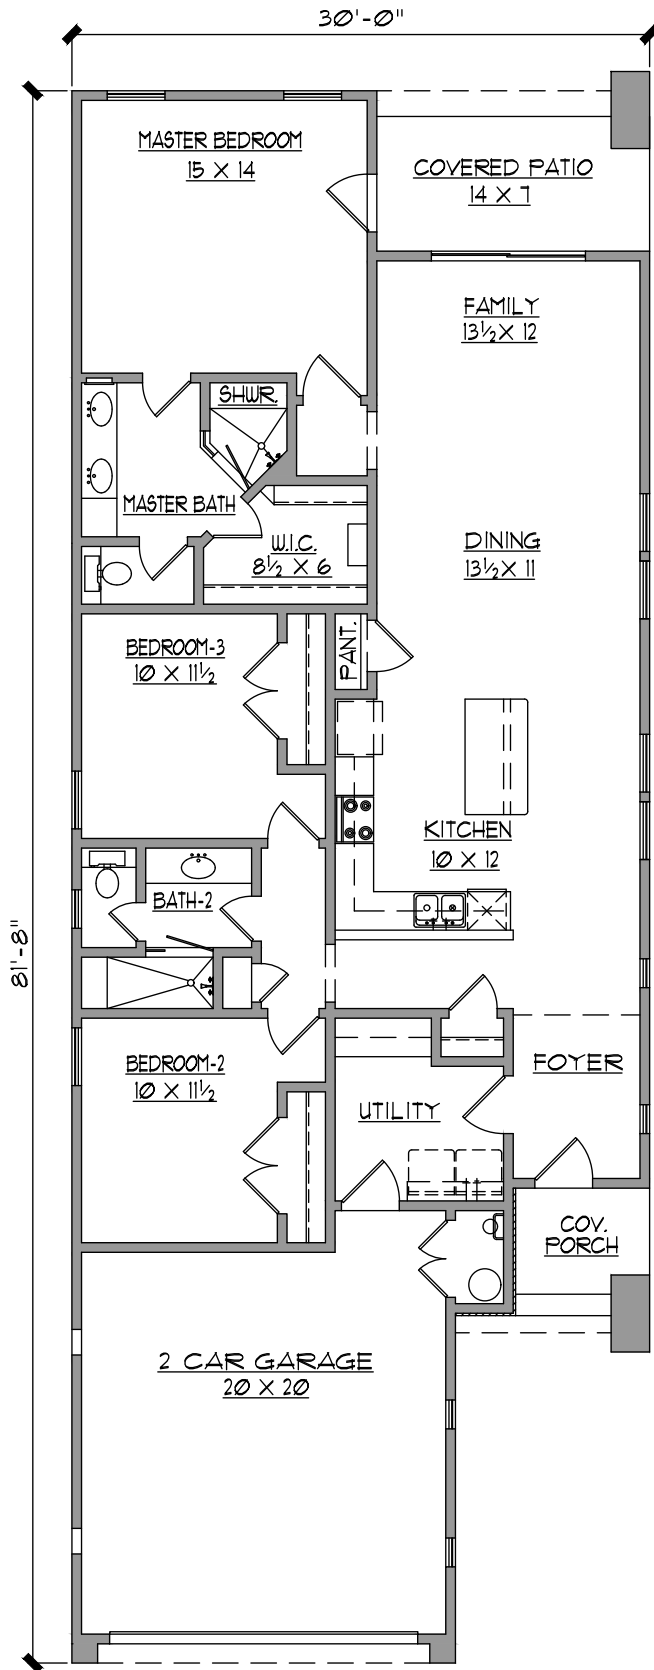 30'-0"
MASTER BEDROOM
15 X 14
COVERED PATIO
14 X 7
FAMILY
13½ X 12
SHWR.
MASTER BATH
W.I.C.
8½ X 6
DINING
13½ X 11
BEDROOM-3
10 X 11½
PANT.
KITCHEN
10 X 12
BATH-2
81'-8"
BEDROOM-2
10 X 11½
FOYER
UTILITY
COV.
PORCH
2 CAR GARAGE
20 X 20